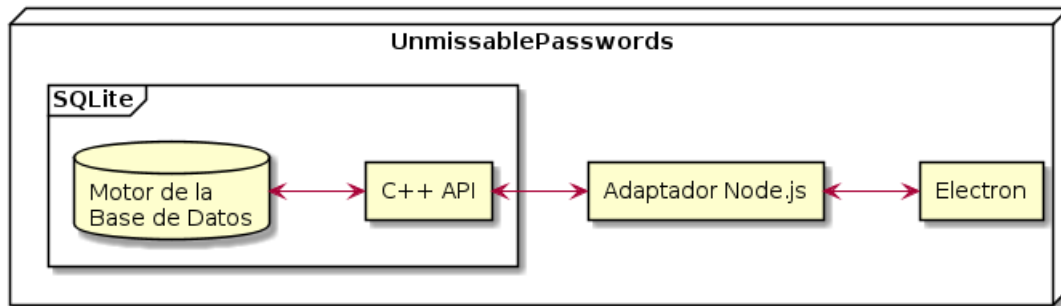 UnmissablePasswords
SQLite
Motor de la
Base de Datos
C++ API
Adaptador Node.js
Electron